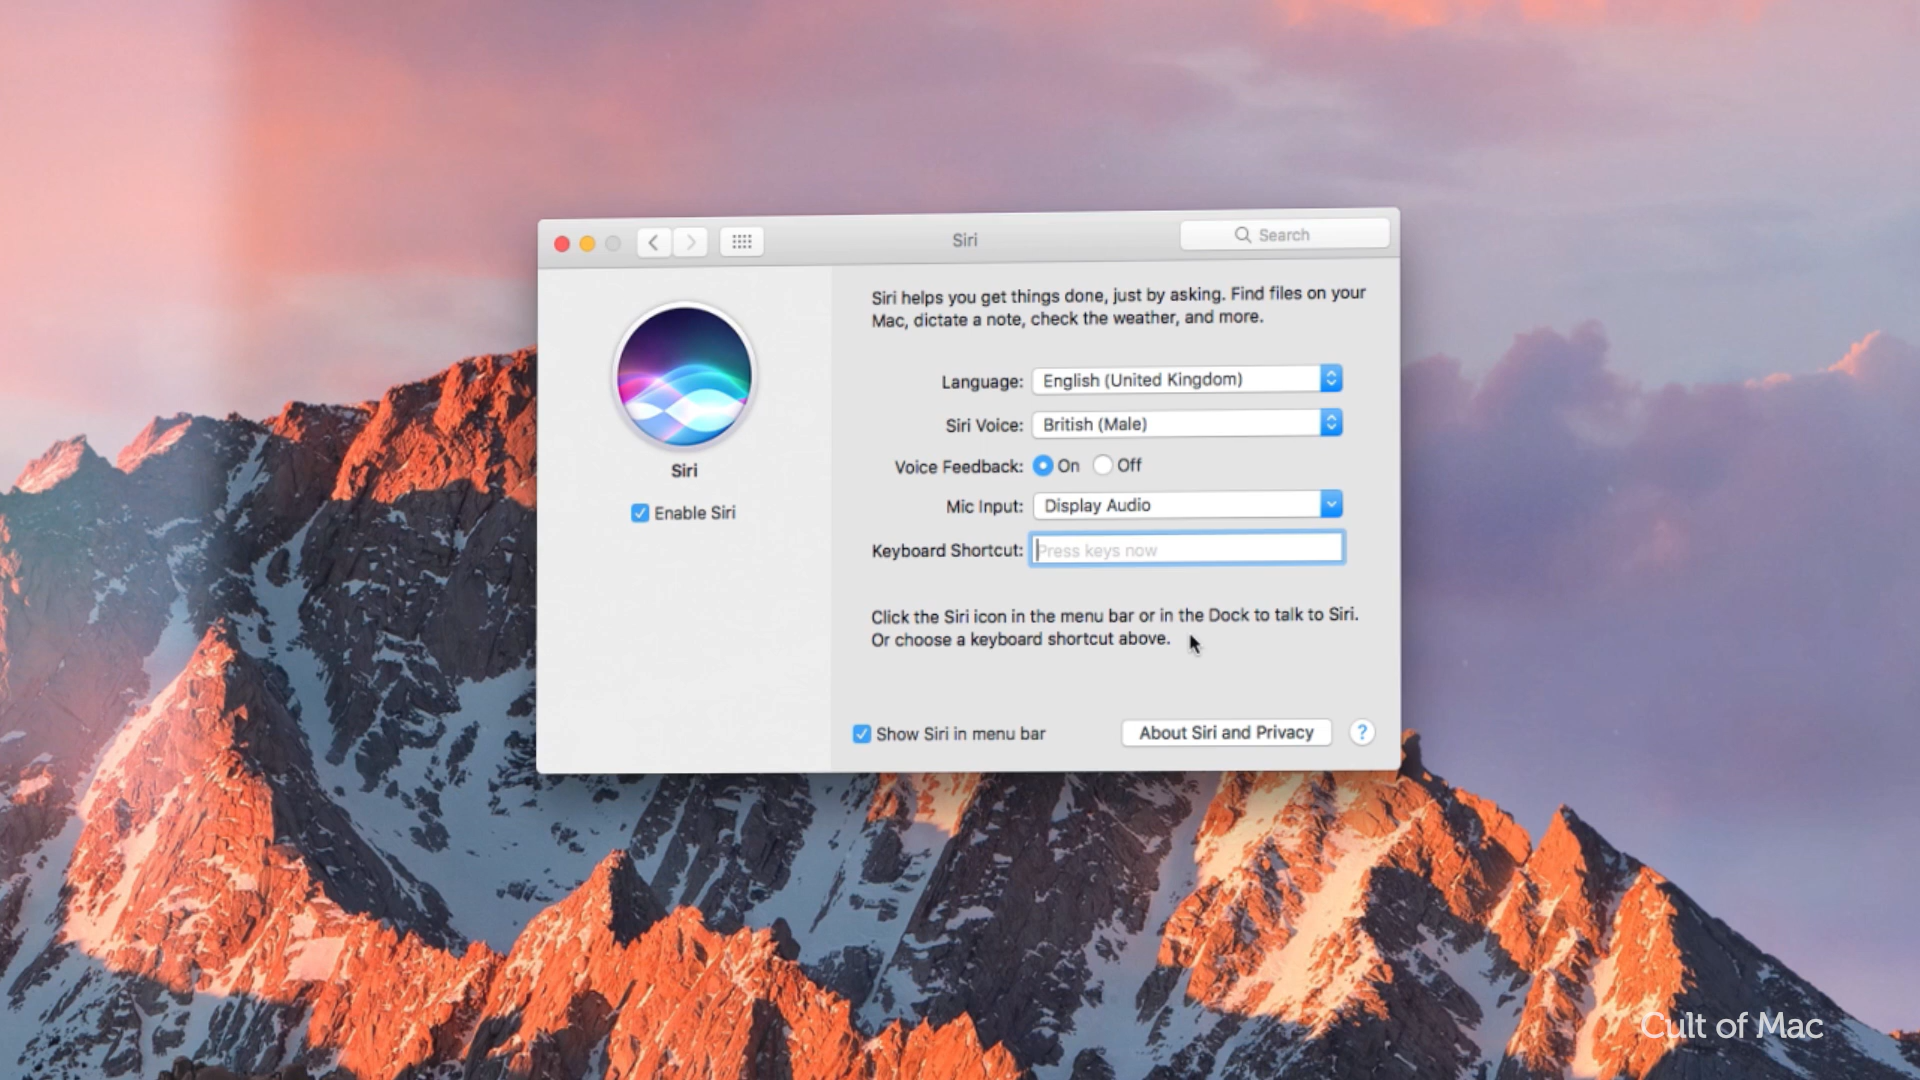 Siri
Search
Siri helps you get things done, just by asking. Find files on your
Mac, dictate a note, check the weather, and more.
Siri
Enable Siri
Language: English (United Kingdom)
Siri Voice: British (Male)
Voice Feedback: On Off
Mic Input: Display Audio
Keyboard Shortcut: Press keys now
Click the Siri icon in the menu bar or in the Dock to talk to Siri.
Or choose a keyboard shortcut above.
Show Siri in menu bar
About Siri and Privacy ?
Cult of Mac